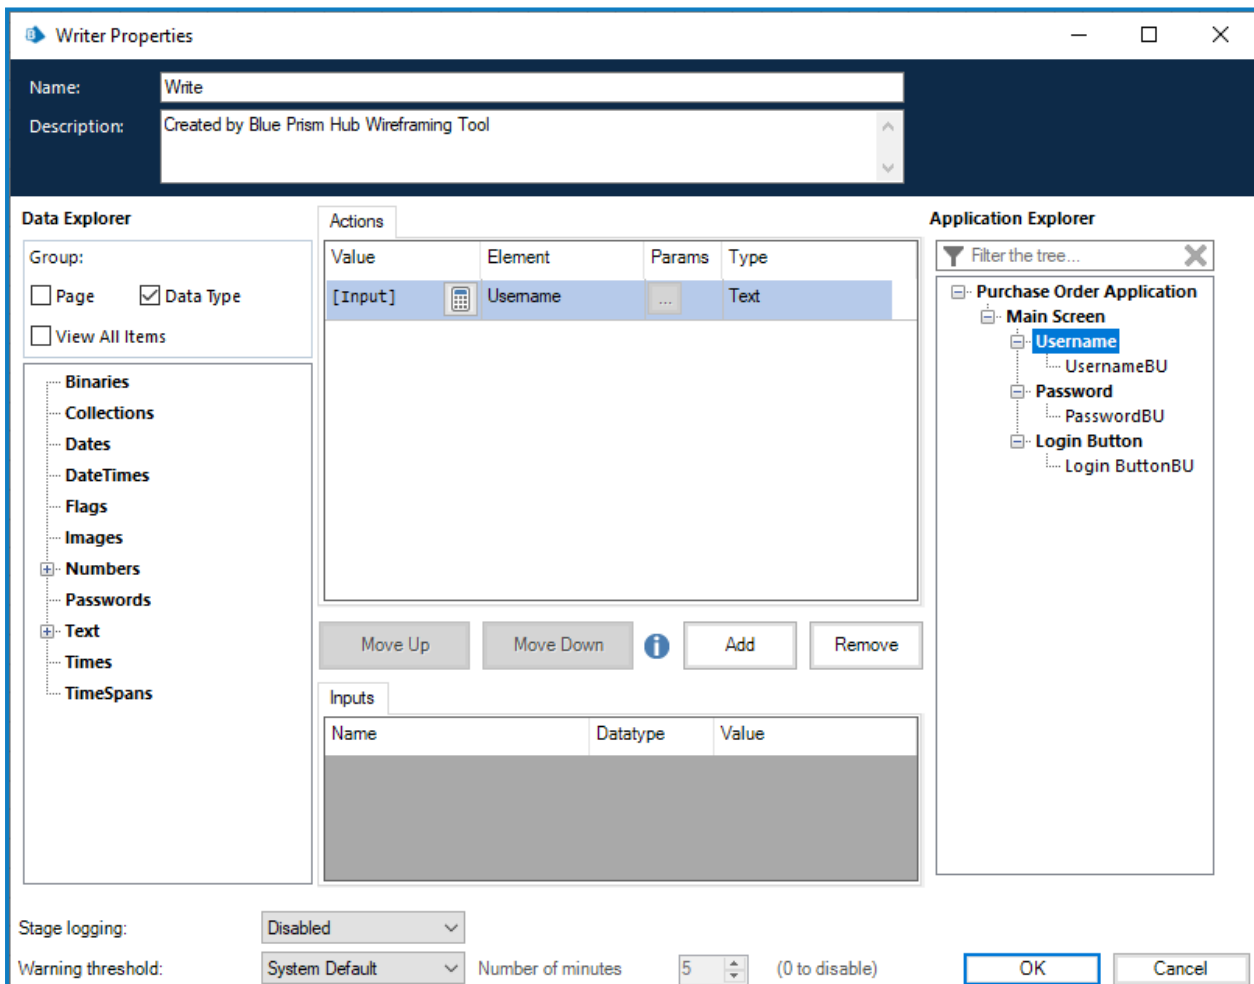 Writer Properties
Name: Write
Description: Created by Blue Prism Hub Wireframing Tool
Data Explorer
Group:
Page Data Type
View All Items
Binaries
Collections
Dates
DateTimes
Flags
Images
Numbers
Passwords
Text
Times
TimeSpans
Actions
Value Element Params Type
[Input] Username ... Text
Move Up Move Down i Add Remove
Inputs
Name Datatype Value
Application Explorer
Filter the tree...
Purchase Order Application
Main Screen
Username
UsernameBU
Password
PasswordBU
Login Button
Login ButtonBU
Stage logging: Disabled
Warning threshold: System Default Number of minutes 5 (0 to disable)
OK Cancel